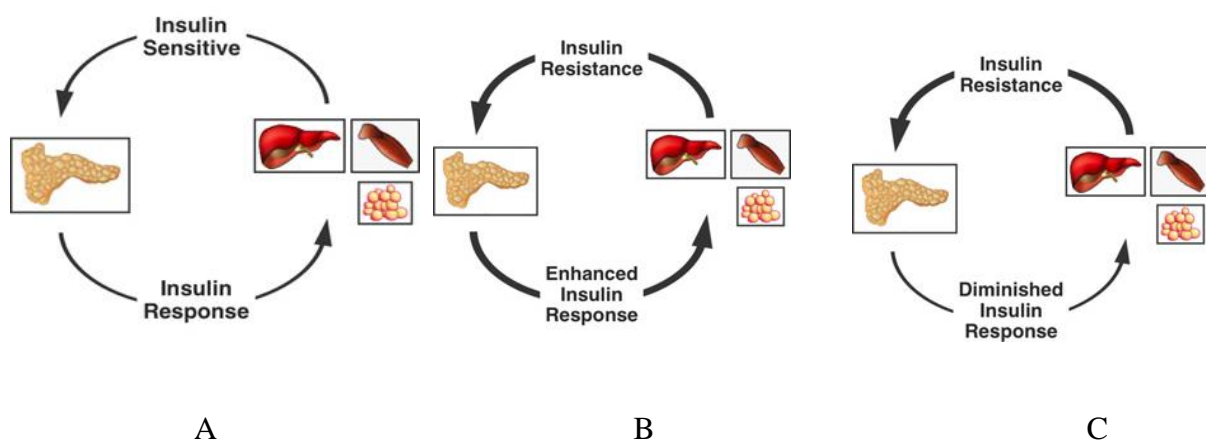 Insulin
Sensitive
Insulin
Response
A
Insulin
Resistance
Enhanced
Insulin
Response
B
Insulin
Resistance
Diminished
Insulin
Response
C